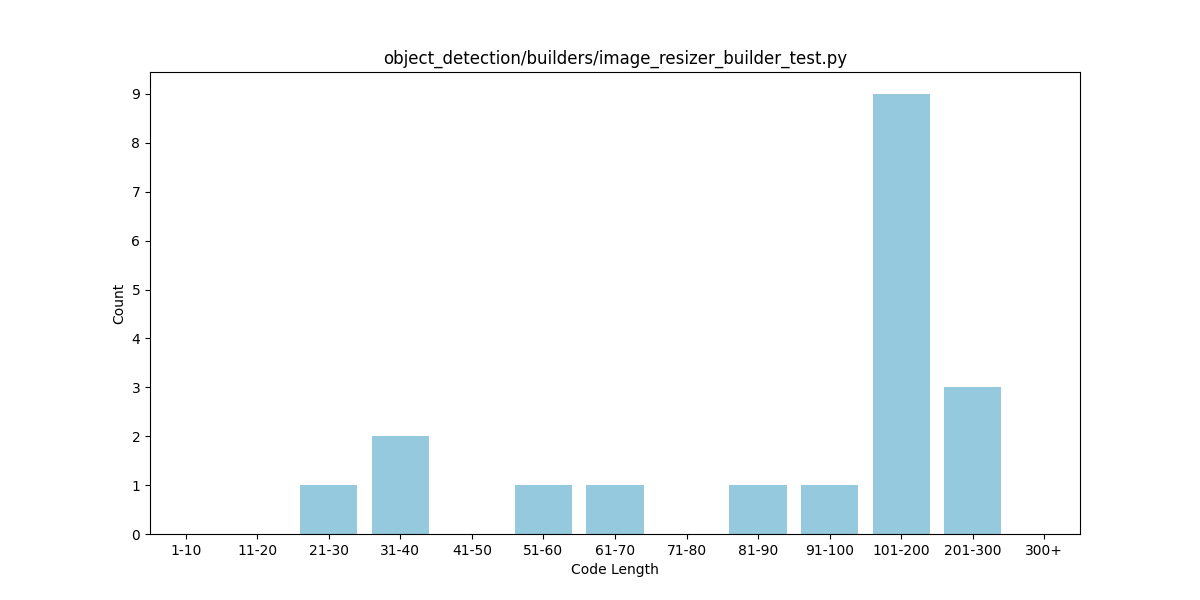 object_detection/builders/image_resizer_builder_test.py
9
8
7
6
5
4
3
2
1
0
Count
1-10 11-20 21-30 31-40 41-50 51-60 61-70 71-80 81-90 91-100 101-200 201-300 300+
Code Length